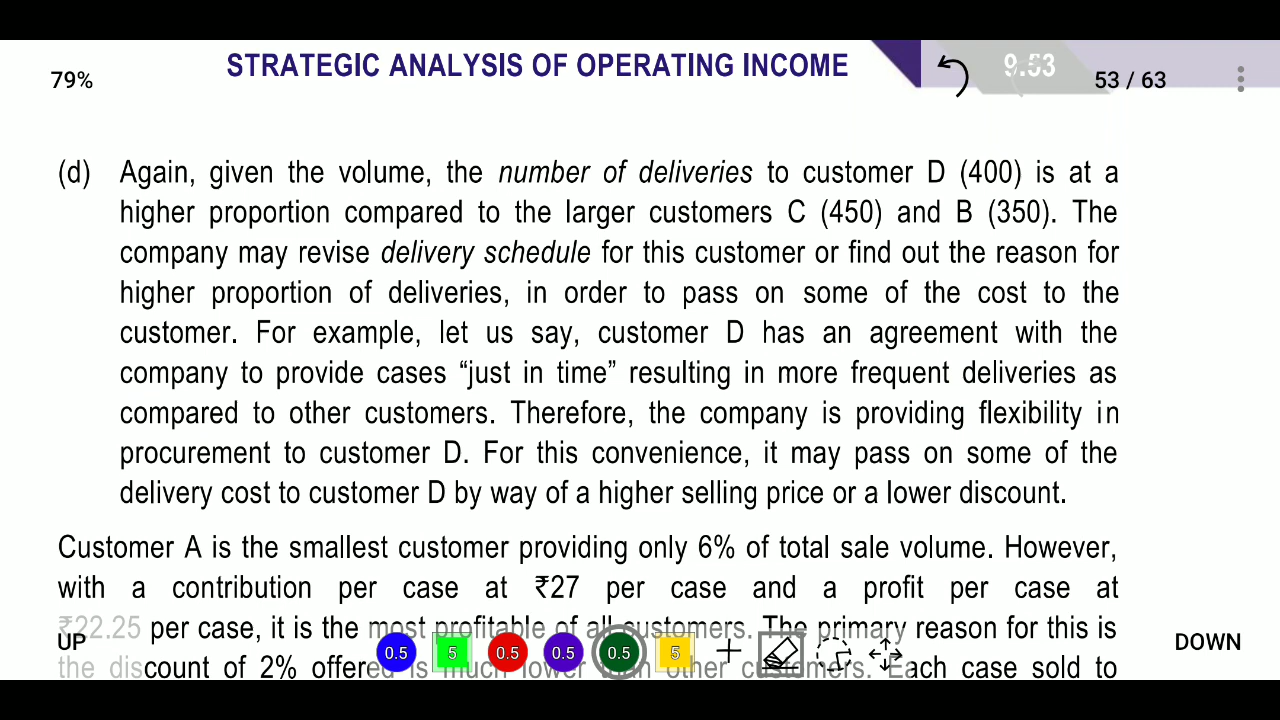 STRATEGIC ANALYSIS OF OPERATING INCOME 9.53
79% 53 / 63
(d) Again, given the volume, the number of deliveries to customer D (400) is at a
higher proportion compared to the larger customers C (450) and B (350). The
company may revise delivery schedule for this customer or find out the reason for
higher proportion of deliveries, in order to pass on some of the cost to the
customer. For example, let us say, customer D has an agreement with the
company to provide cases “just in time” resulting in more frequent deliveries as
compared to other customers. Therefore, the company is providing flexibility in
procurement to customer D. For this convenience, it may pass on some of the
delivery cost to customer D by way of a higher selling price or a lower discount.
Customer A is the smallest customer providing only 6% of total sale volume. However,
with a contribution per case at ₹27 per case and a profit per case at
₹22.25 per case, it is the most profitable of all customers. The primary reason for this is
UP DOWN
0.5 5 0.5 0.5 0.5 5
the discount of 2% offered is much lower than other customers. Each case sold to